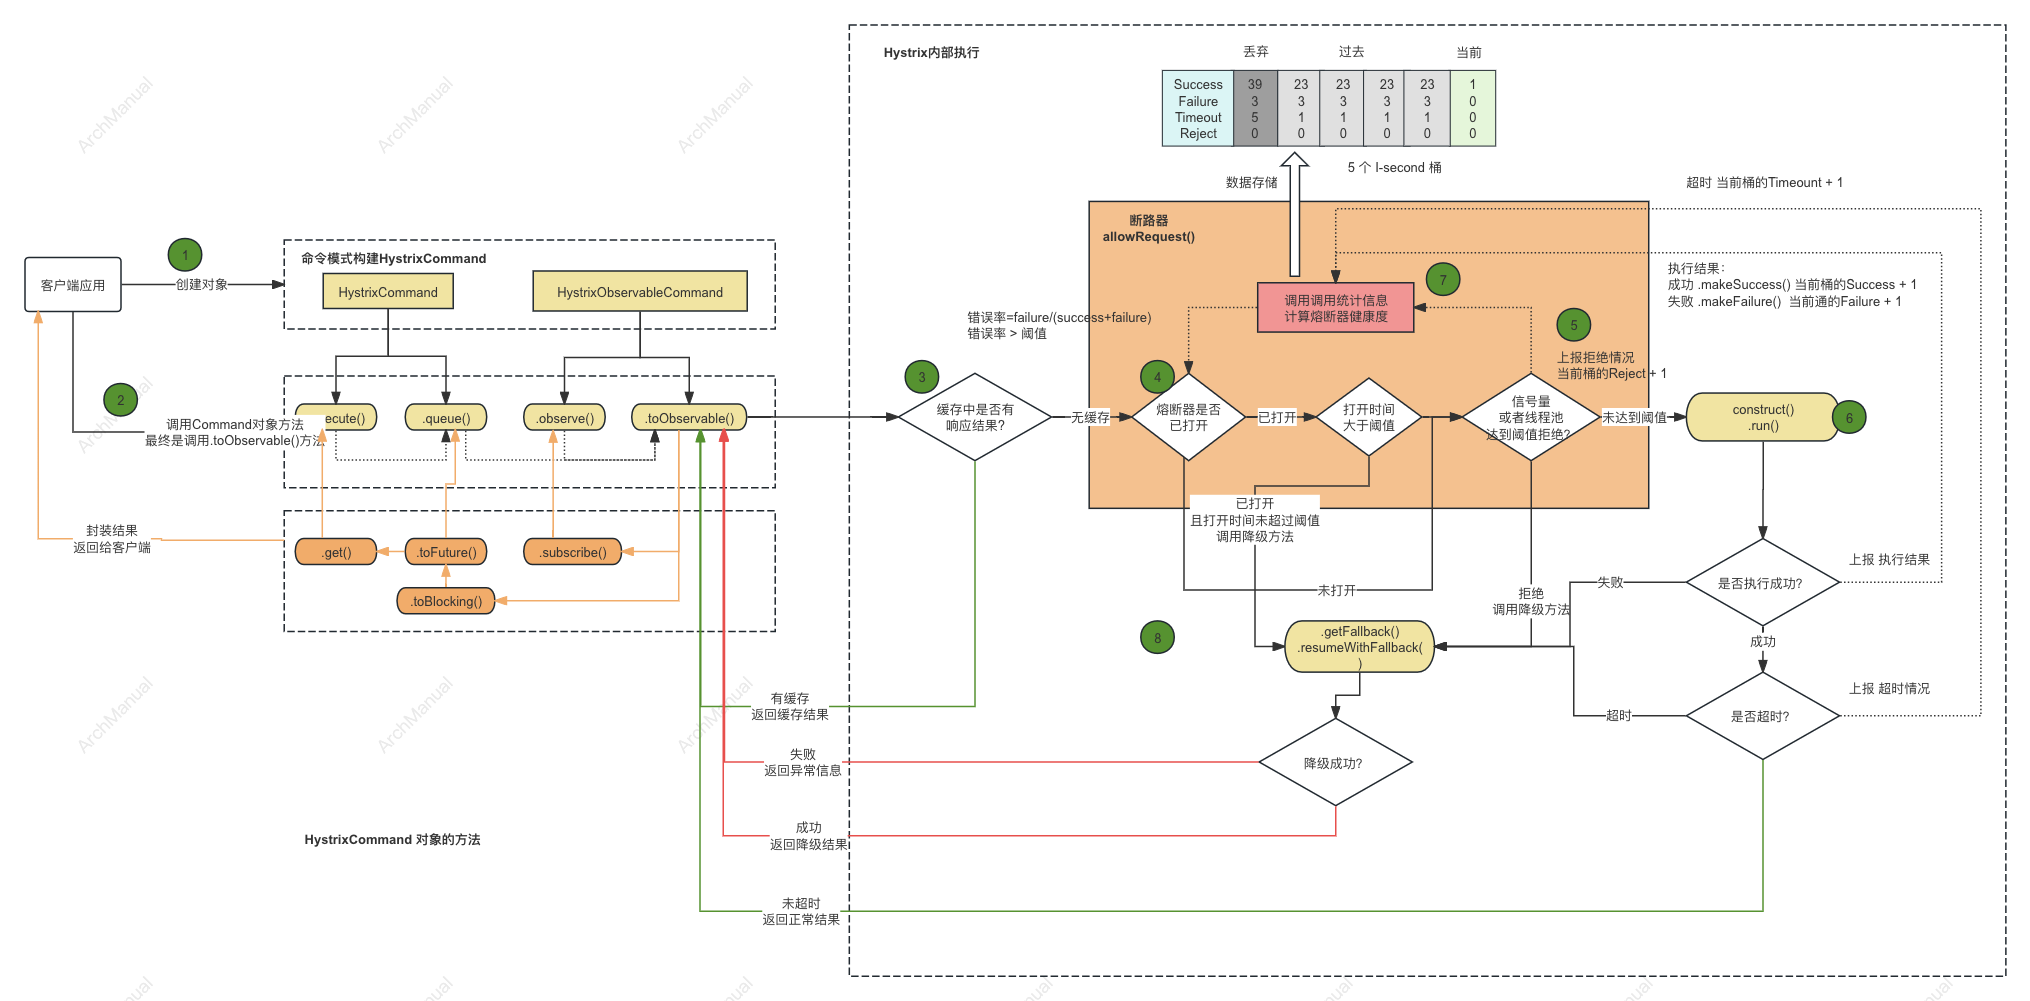 Hystrix内部执行
丢弃
过去
当前
Success 39 23 23 23 23 1
Failure 3 3 3 3 3 0
Timeout 5 1 1 1 1 0
Reject 0 0 0 0 0 0
5 个 I-second 桶
数据存储
超时 当前桶的Timeount + 1
断路器
allowRequest()
1
客户端应用
创建对象
命令模式构建HystrixCommand
HystrixCommand
HystrixObservableCommand
7
调用调用统计信息
计算熔断器健康度
执行结果：
成功 .makeSuccess() 当前桶的Success + 1
失败 .makeFailure() 当前通的Failure + 1
错误率=failure/(success+failure)
错误率 > 阈值
5
上报拒绝情况
当前桶的Reject + 1
2
调用Command对象方法
最终是调用.toObservable()方法
ecute()
.queue()
.observe()
.toObservable()
3
缓存中是否有
响应结果?
无缓存
4
熔断器是否
已打开
已打开
打开时间
大于阈值
信号量
或者线程池
达到阈值拒绝?
未达到阈值
construct()
.run()
6
已打开
且打开时间未超过阈值
调用降级方法
封装结果
返回给客户端
.get()
.toFuture()
.subscribe()
.toBlocking()
未打开
拒绝
调用降级方法
失败
是否执行成功?
上报 执行结果
成功
8
.getFallback()
.resumeWithFallback(
)
超时
是否超时?
上报 超时情况
有缓存
返回缓存结果
失败
返回异常信息
降级成功?
成功
返回降级结果
HystrixCommand 对象的方法
未超时
返回正常结果
ArchManual
ArchManual
ArchManual
ArchManual
ArchManual
ArchManual
ArchManual